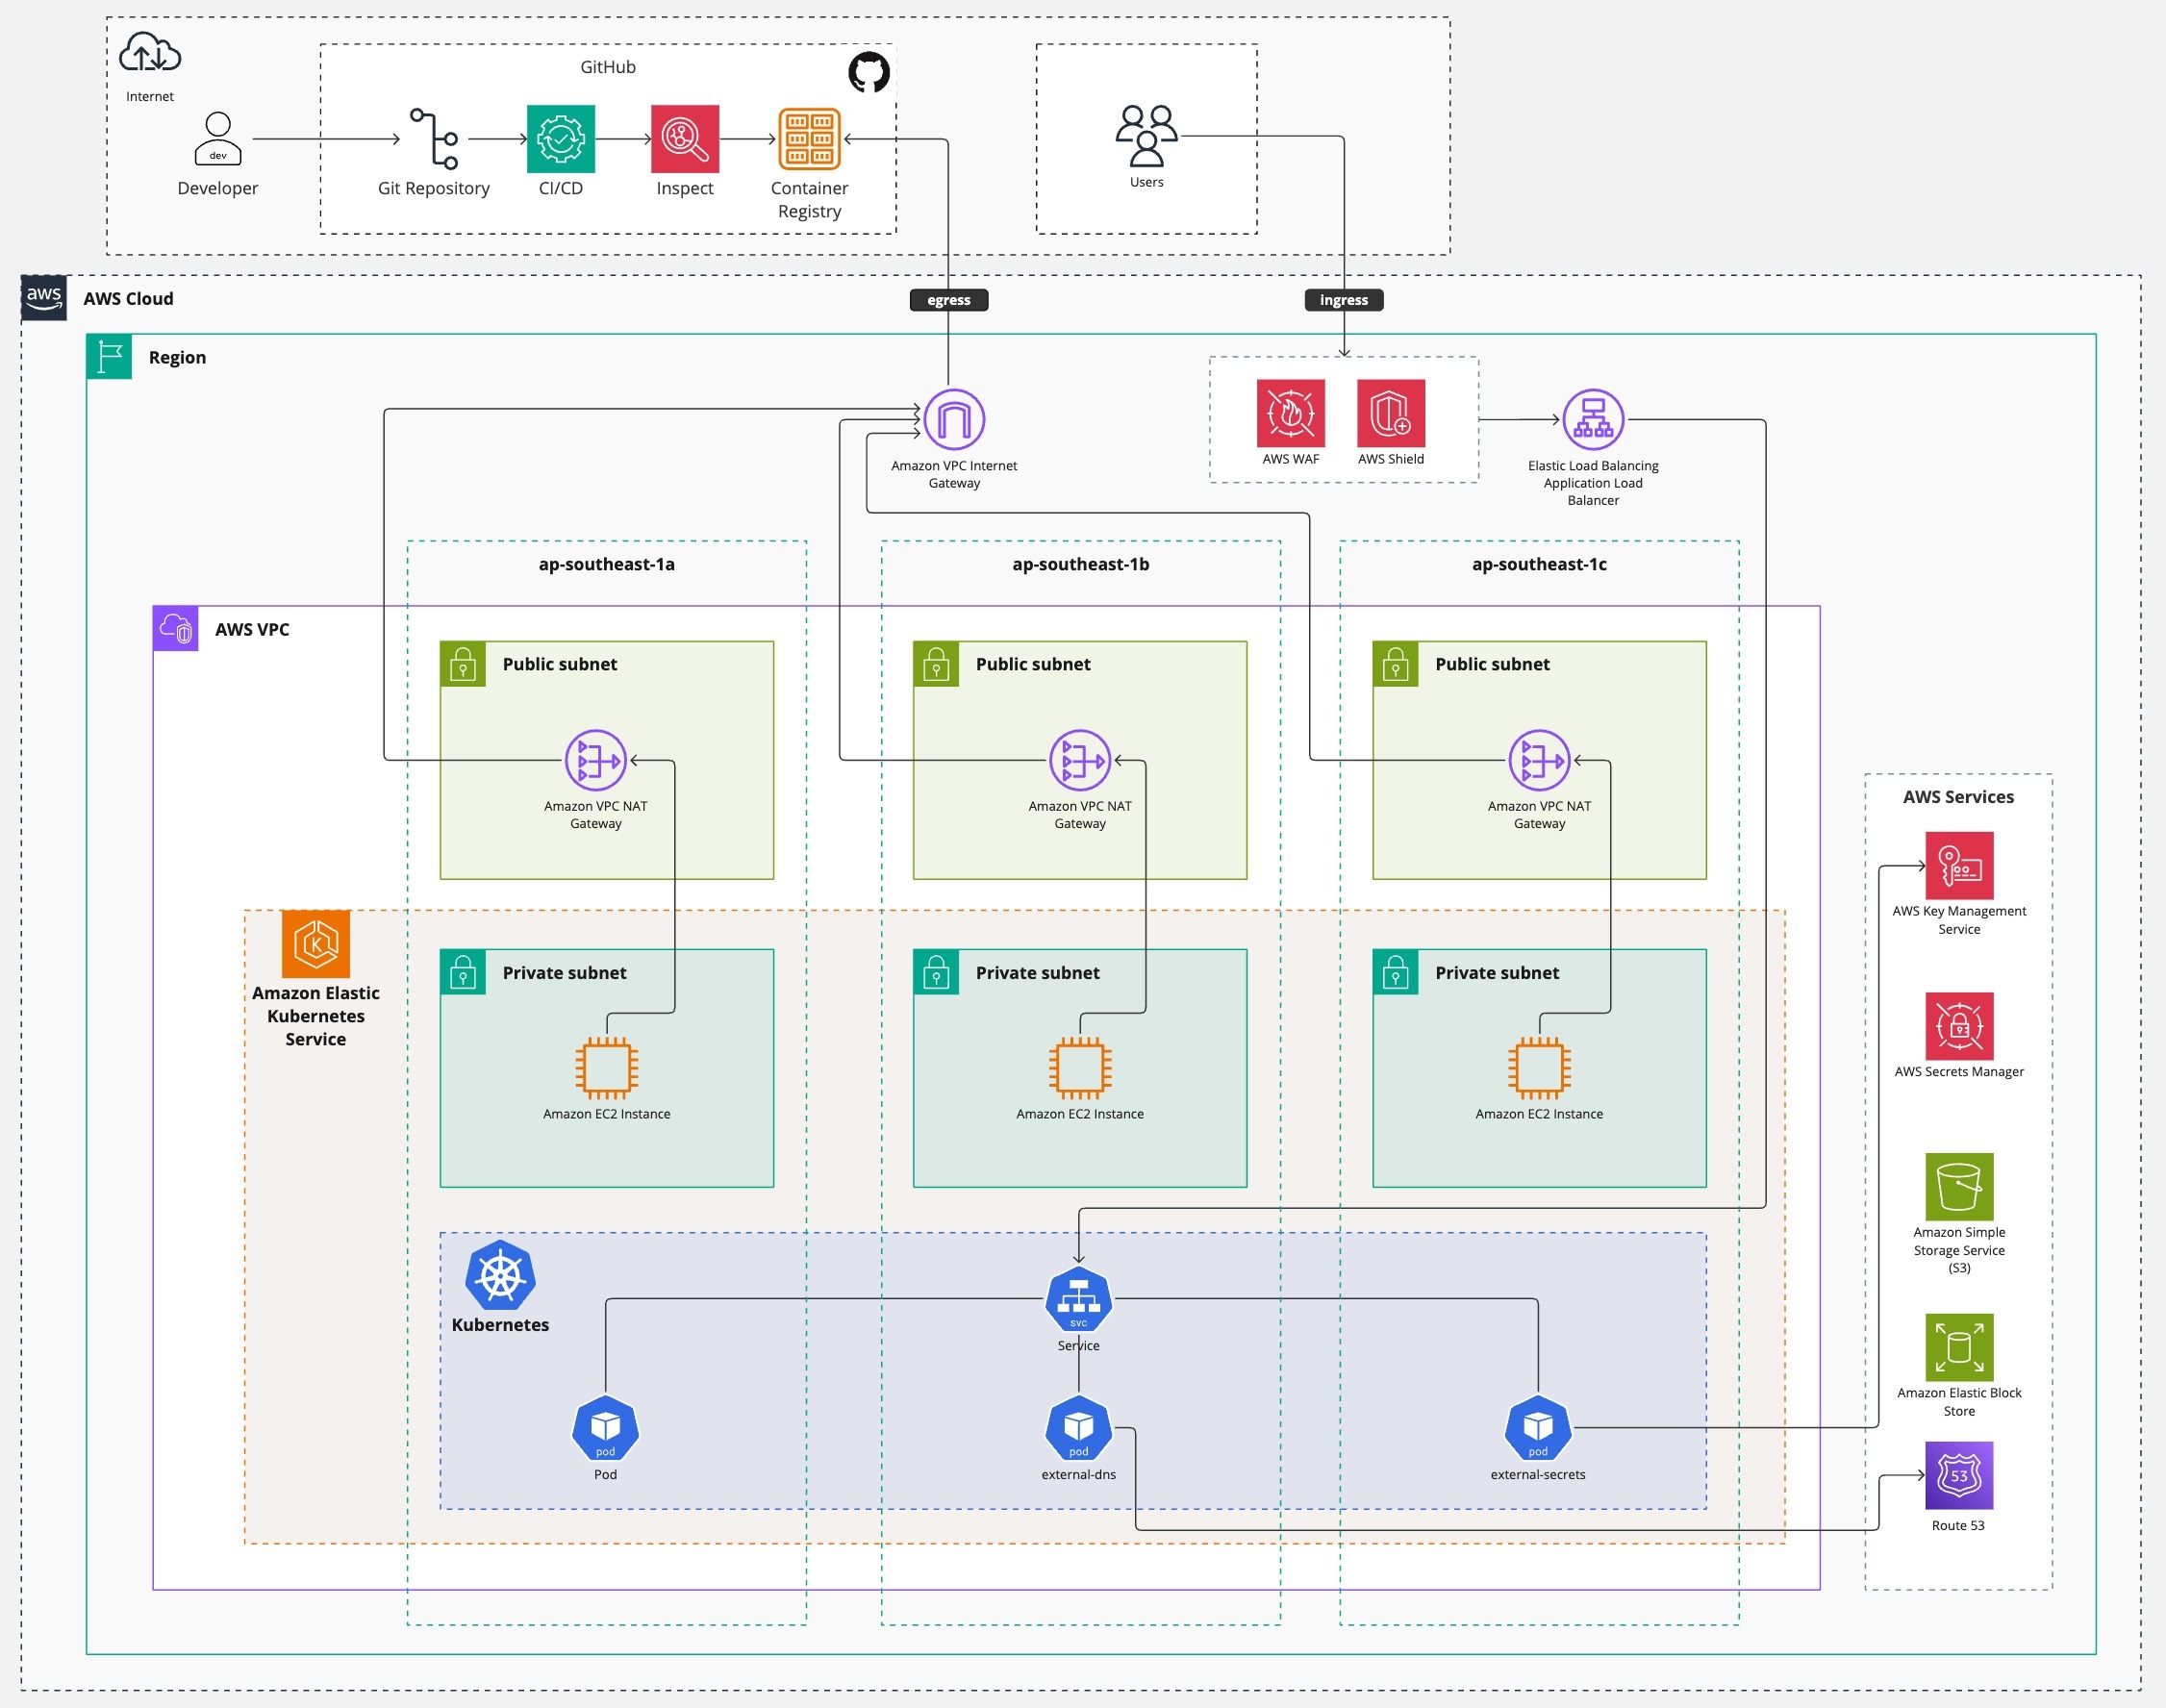 GitHub
Internet
dev
Developer
Git Repository
CI/CD
Inspect
Container
Registry
Users
aws
AWS Cloud
egress
ingress
Region
Amazon VPC Internet
Gateway
AWS WAF
AWS Shield
Elastic Load Balancing
Application Load
Balancer
ap-southeast-1a
ap-southeast-1b
ap-southeast-1c
AWS VPC
Public subnet
Public subnet
Public subnet
Amazon VPC NAT
Gateway
Amazon VPC NAT
Gateway
Amazon VPC NAT
Gateway
AWS Services
AWS Key Management
Service
K
Amazon Elastic
Kubernetes
Service
Private subnet
Private subnet
Private subnet
Amazon EC2 Instance
Amazon EC2 Instance
Amazon EC2 Instance
AWS Secrets Manager
Amazon Simple
Storage Service
(S3)
Kubernetes
svc
Service
Amazon Elastic Block
Store
pod
Pod
pod
external-dns
pod
external-secrets
53
Route 53